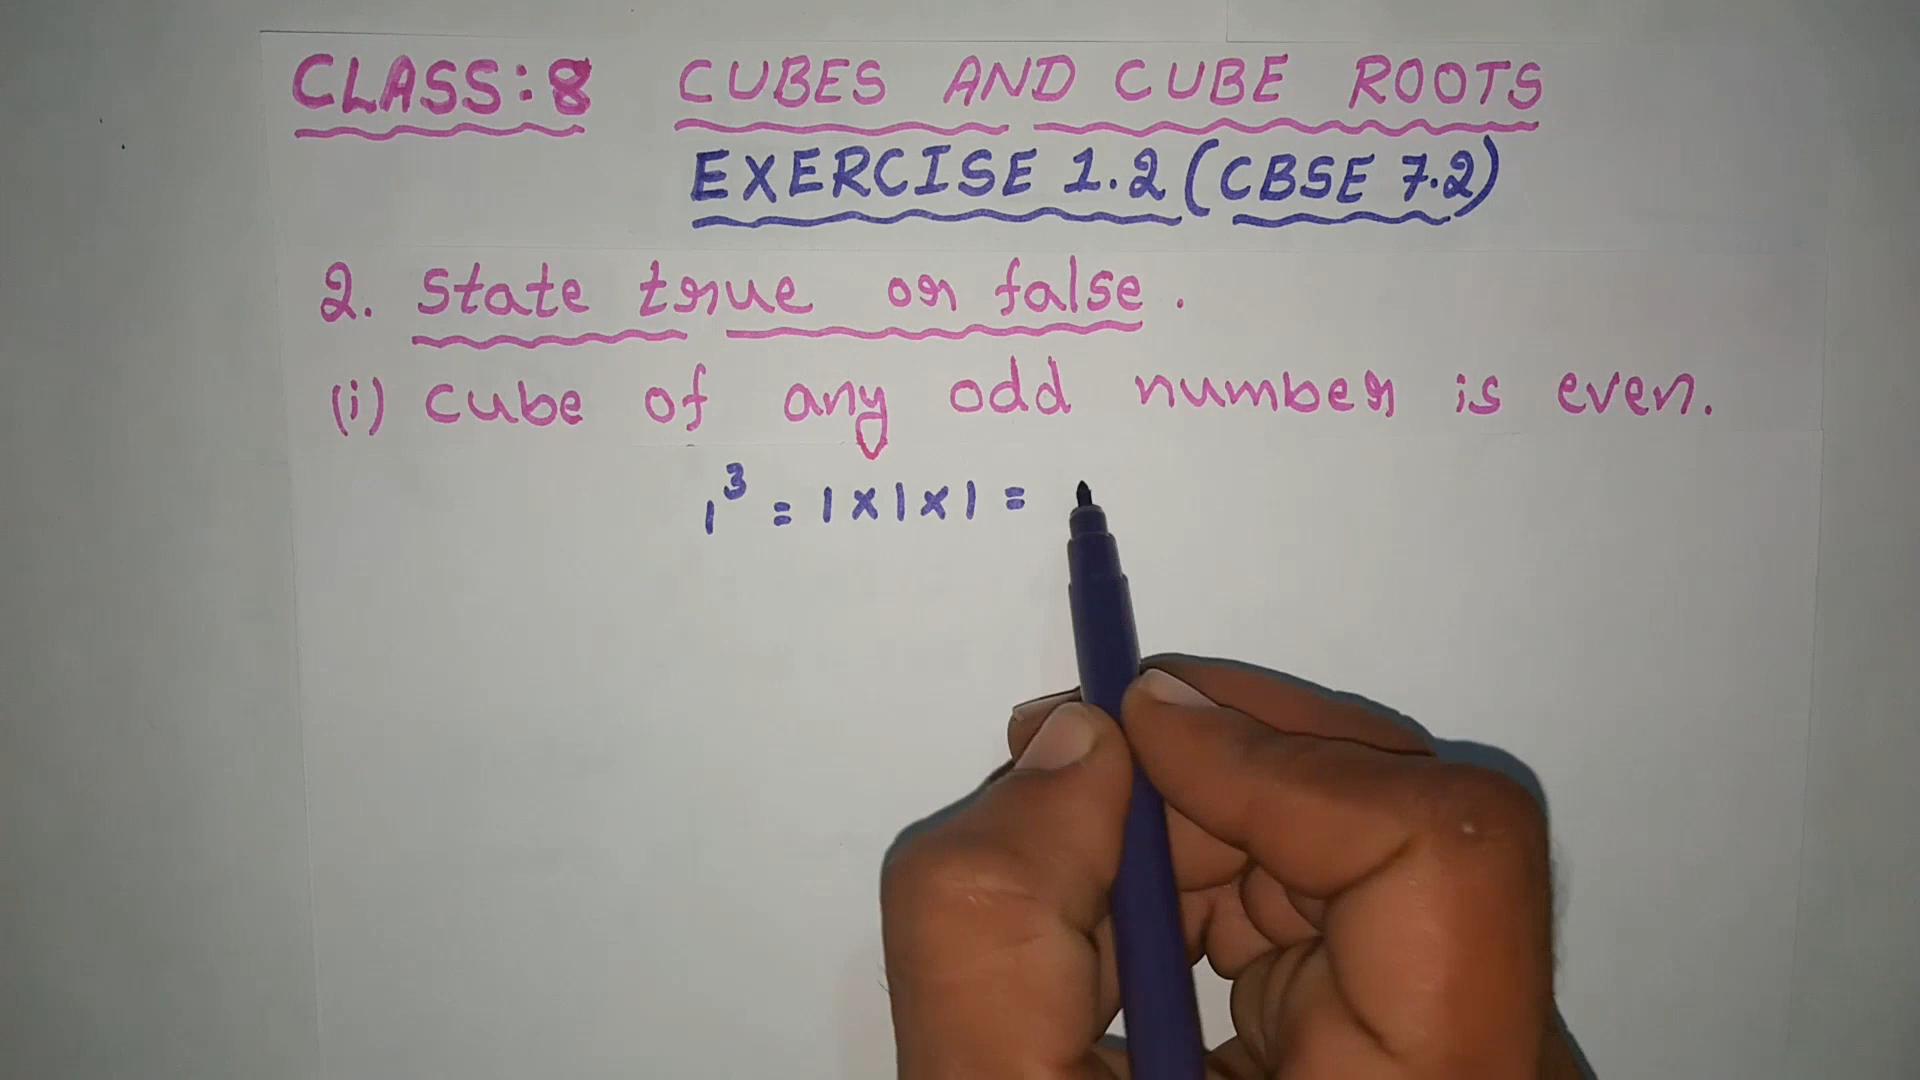 CLASS:8 CUBES AND CUBE ROOTS
EXERCISE 1.2 (CBSE 7.2)
2. State true or false.
(i) cube of any odd number is even.
1³ = 1 × 1 × 1 =